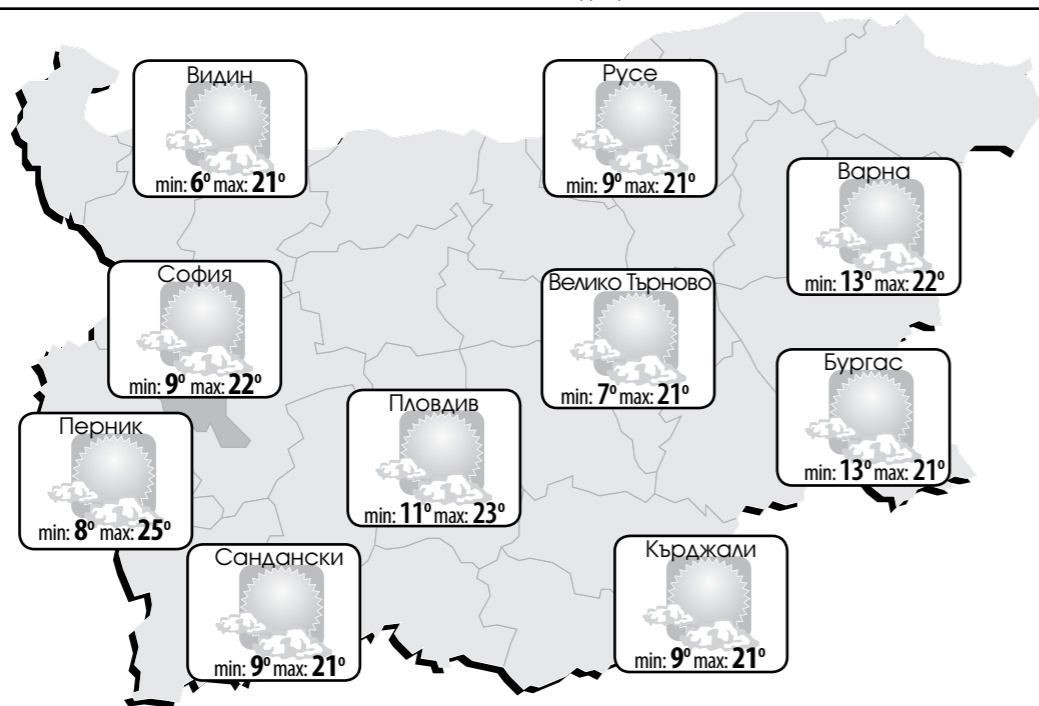 Видин
min: 6° max: 21°
Русе
min: 9° max: 21°
Варна
min: 13° max: 22°
София
min: 9° max: 22°
Велико Търново
min: 7° max: 21°
Бургас
min: 13° max: 21°
Пловдив
min: 11° max: 23°
Перник
min: 8° max: 25°
Сандански
min: 9° max: 21°
Кърджали
min: 9° max: 21°